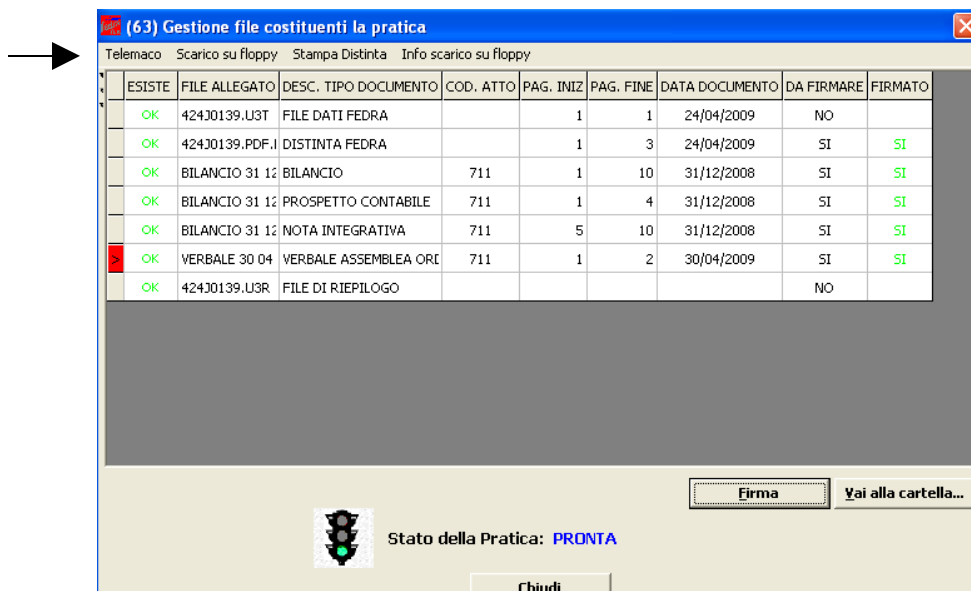 (63) Gestione file costituenti la pratica
Telemaco Scarico su floppy Stampa Distinta Info scarico su floppy
ESISTE FILE ALLEGATO DESC. TIPO DOCUMENTO COD. ATTO PAG. INIZ PAG. FINE DATA DOCUMENTO DA FIRMARE FIRMATO
OK 424J0139.U3T FILE DATI FEDRA 1 1 24/04/2009 NO
OK 424J0139.PDF. DISTINTA FEDRA 1 3 24/04/2009 SI SI
OK BILANCIO 31 12 BILANCIO 711 1 10 31/12/2008 SI SI
OK BILANCIO 31 12 PROSPETTO CONTABILE 711 1 4 31/12/2008 SI SI
OK BILANCIO 31 12 NOTA INTEGRATIVA 711 5 10 31/12/2008 SI SI
> OK VERBALE 30 04 VERBALE ASSEMBLEA ORD 711 1 2 30/04/2009 SI SI
OK 424J0139.U3R FILE DI RIEPILOGO NO
Firma Vai alla cartella...
Stato della Pratica: PRONTA
Chiudi